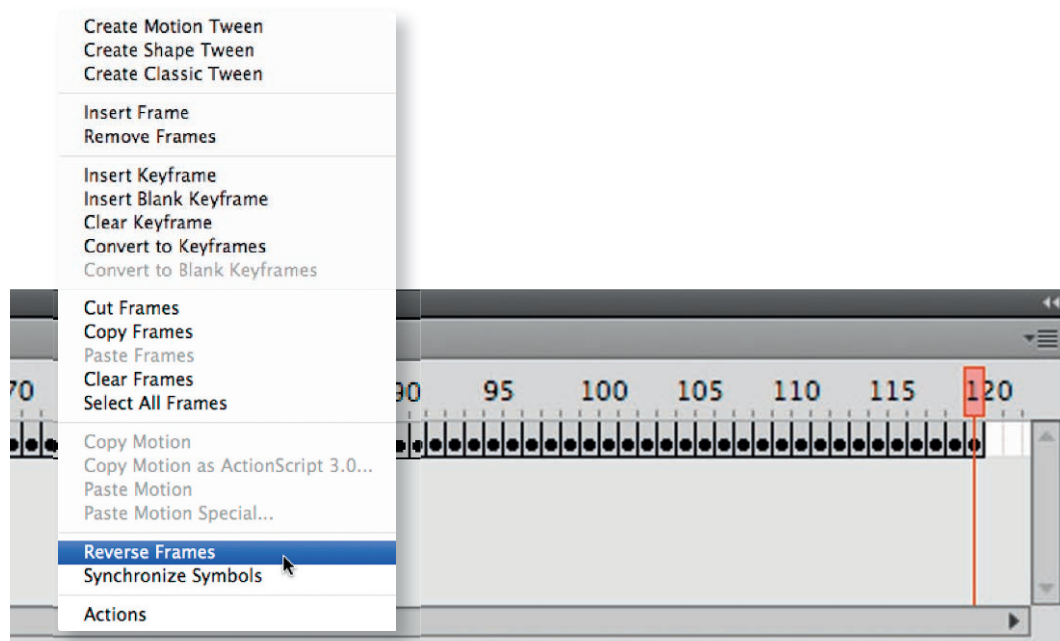 Create Motion Tween
Create Shape Tween
Create Classic Tween
Insert Frame
Remove Frames
Insert Keyframe
Insert Blank Keyframe
Clear Keyframe
Convert to Keyframes
Convert to Blank Keyframes
Cut Frames
Copy Frames
Paste Frames
Clear Frames
Select All Frames
Copy Motion
Copy Motion as ActionScript 3.0...
Paste Motion
Paste Motion Special...
Reverse Frames
Synchronize Symbols
Actions
70 90 95 100 105 110 115 120